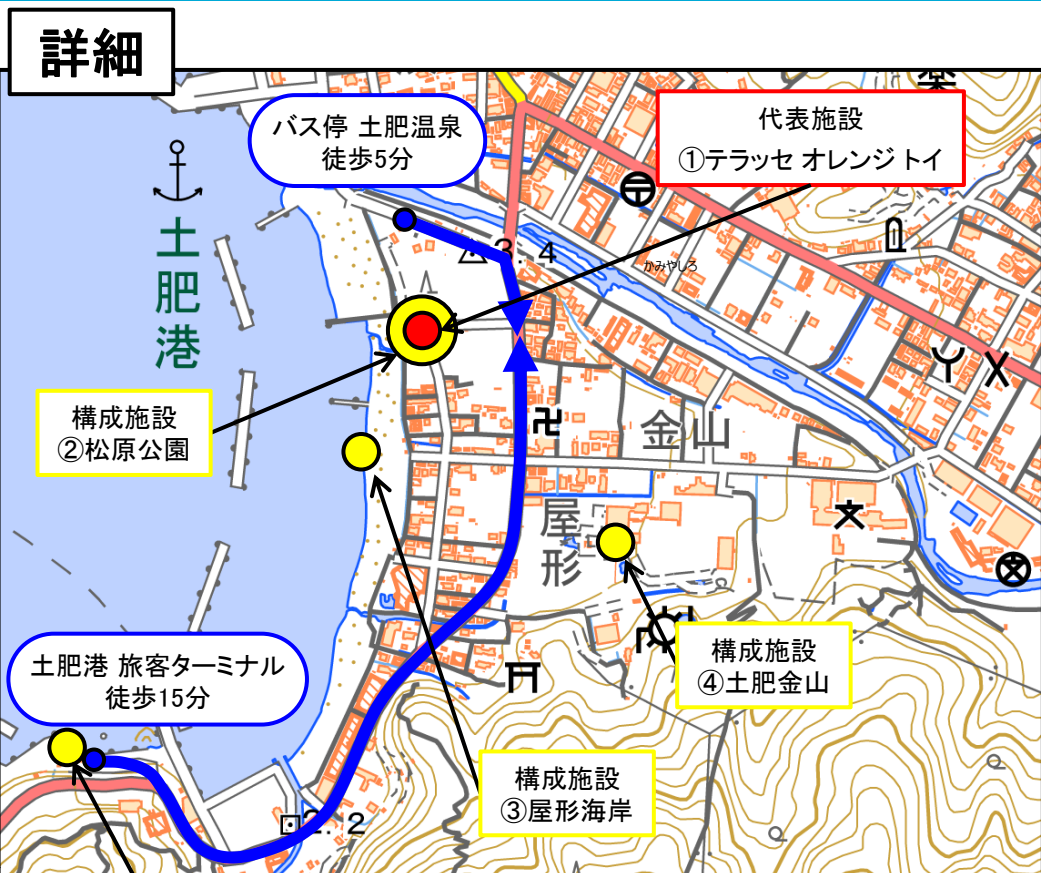 詳細
バス停 土肥温泉
徒歩5分
代表施設
①テラッセ オレンジ トイ
土肥港
3.4
かみやしろ
構成施設
②松原公園
金山
屋形
土肥港 旅客ターミナル
徒歩15分
構成施設
④土肥金山
構成施設
③屋形海岸
2.2